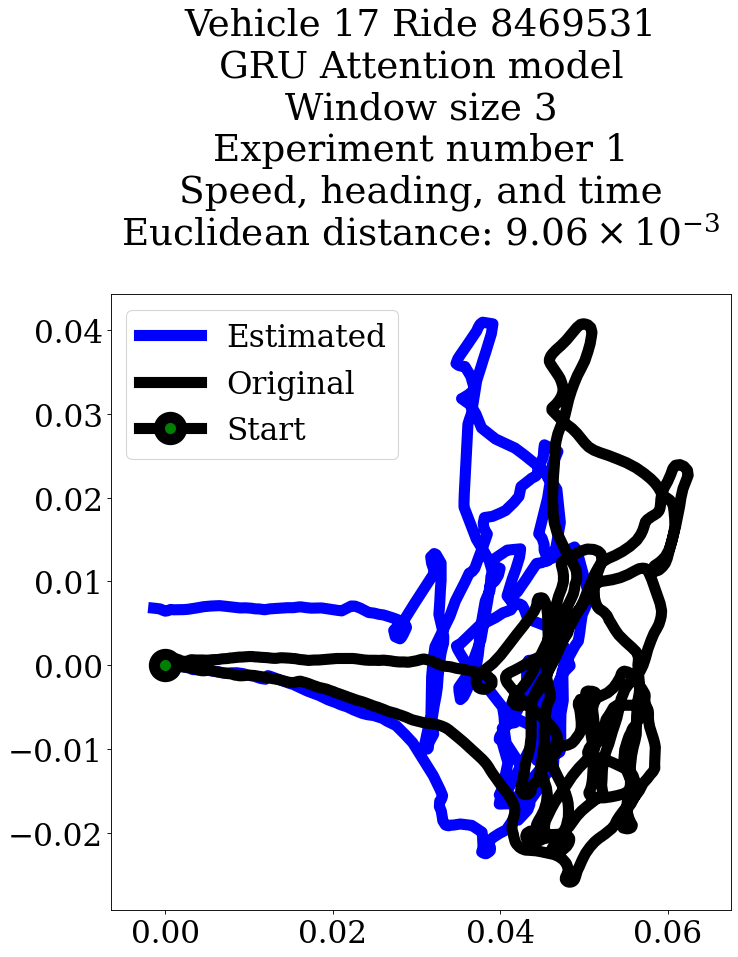 Vehicle 17 Ride 8469531
GRU Attention model
Window size 3
Experiment number 1
Speed, heading, and time
Euclidean distance: 9.06 × 10⁻³
Estimated
Original
Start
0.04
0.03
0.02
0.01
0.00
−0.01
−0.02
0.00 0.02 0.04 0.06